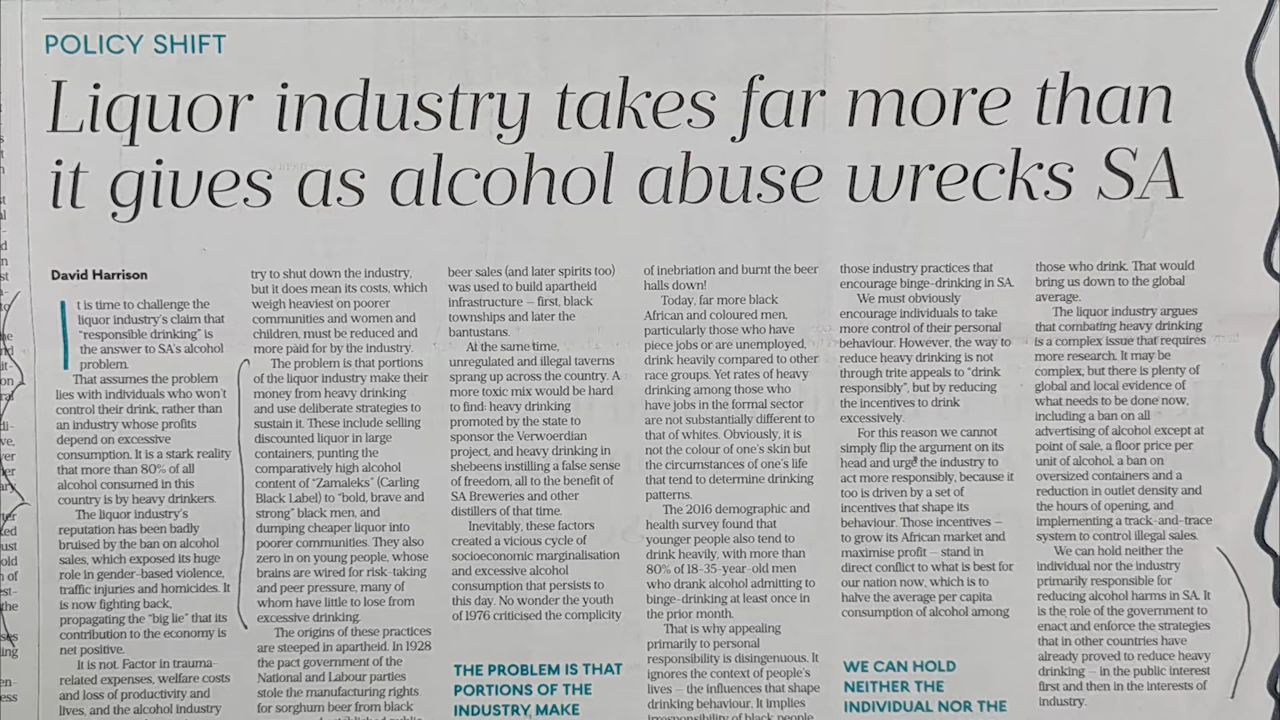 POLICY SHIFT
Liquor industry takes far more than
it gives as alcohol abuse wrecks SA
David Harrison
It is time to challenge the
liquor industry's claim that
"responsible drinking" is
the answer to SA's alcohol
problem.
That assumes the problem
lies with individuals who won't
control their drink, rather than
an industry whose profits
depend on excessive
consumption. It is a stark reality
that more than 80% of all
alcohol consumed in this
country is by heavy drinkers.
The liquor industry's
reputation has been badly
bruised by the ban on alcohol
sales, which exposed its huge
role in gender-based violence,
traffic injuries and homicides. It
is now fighting back,
propagating the "big lie" that its
contribution to the economy is
net positive.
It is not. Factor in trauma-
related expenses, welfare costs
and loss of productivity and
lives, and the alcohol industry
try to shut down the industry,
but it does mean its costs, which
weigh heaviest on poorer
communities and women and
children, must be reduced and
more paid for by the industry.
The problem is that portions
of the liquor industry make their
money from heavy drinking
and use deliberate strategies to
sustain it. These include selling
discounted liquor in large
containers, punting the
comparatively high alcohol
content of "Zamaleks" (Carling
Black Label) to "bold, brave and
strong" black men, and
dumping cheaper liquor into
poorer communities. They also
zero in on young people, whose
brains are wired for risk-taking
and peer pressure, many of
whom have little to lose from
excessive drinking.
The origins of these practices
are steeped in apartheid. In 1928
the pact government of the
National and Labour parties
stole the manufacturing rights
for sorghum beer from black
beer sales (and later spirits too)
was used to build apartheid
infrastructure – first, black
townships and later the
bantustans.
At the same time,
unregulated and illegal taverns
sprang up across the country. A
more toxic mix would be hard
to find: heavy drinking
promoted by the state to
sponsor the Verwoerdian
project, and heavy drinking in
shebeens instilling a false sense
of freedom, all to the benefit of
SA Breweries and other
distillers of that time.
Inevitably, these factors
created a vicious cycle of
socioeconomic marginalisation
and excessive alcohol
consumption that persists to
this day. No wonder the youth
of 1976 criticised the complicity
THE PROBLEM IS THAT
PORTIONS OF THE
INDUSTRY MAKE
of inebriation and burnt the beer
halls down!
Today, far more black
African and coloured men,
particularly those who have
piece jobs or are unemployed,
drink heavily compared to other
race groups. Yet rates of heavy
drinking among those who
have jobs in the formal sector
are not substantially different to
that of whites. Obviously, it is
not the colour of one's skin but
the circumstances of one's life
that tend to determine drinking
patterns.
The 2016 demographic and
health survey found that
younger people also tend to
drink heavily, with more than
80% of 18-35-year-old men
who drank alcohol admitting to
binge-drinking at least once in
the prior month.
That is why appealing
primarily to personal
responsibility is disingenuous. It
ignores the context of people's
lives – the influences that shape
drinking behaviour. It implies
irresponsibility of black people
those industry practices that
encourage binge-drinking in SA.
We must obviously
encourage individuals to take
more control of their personal
behaviour. However, the way to
reduce heavy drinking is not
through trite appeals to "drink
responsibly", but by reducing
the incentives to drink
excessively.
For this reason we cannot
simply flip the argument on its
head and urge the industry to
act more responsibly, because it
too is driven by a set of
incentives that shape its
behaviour. Those incentives –
to grow its African market and
maximise profit – stand in
direct conflict to what is best for
our nation now, which is to
halve the average per capita
consumption of alcohol among
WE CAN HOLD
NEITHER THE
INDIVIDUAL NOR THE
those who drink. That would
bring us down to the global
average.
The liquor industry argues
that combating heavy drinking
is a complex issue that requires
more research. It may be
complex, but there is plenty of
global and local evidence of
what needs to be done now,
including a ban on all
advertising of alcohol except at
point of sale, a floor price per
unit of alcohol, a ban on
oversized containers and a
reduction in outlet density and
the hours of opening, and
implementing a track-and-trace
system to control illegal sales.
We can hold neither the
individual nor the industry
primarily responsible for
reducing alcohol harms in SA. It
is the role of the government to
enact and enforce the strategies
that in other countries have
already proved to reduce heavy
drinking – in the public interest
first and then in the interests of
industry.